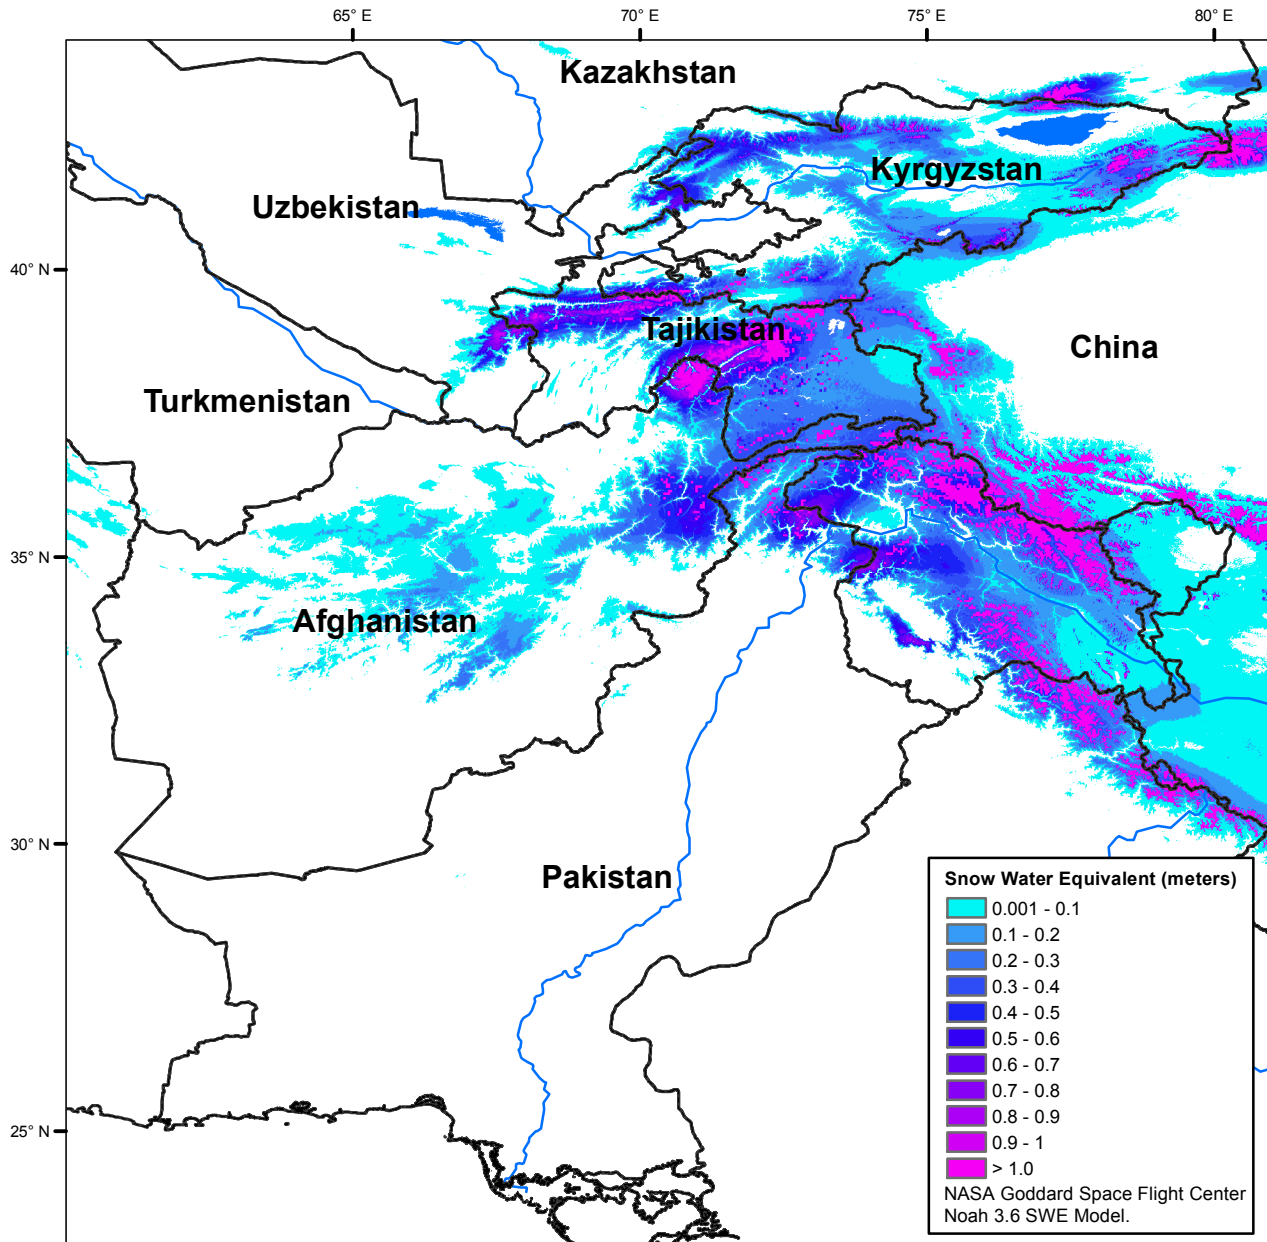 65° E
70° E
75° E
80° E
Kazakhstan
Kyrgyzstan
Uzbekistan
40° N
Tajikistan
China
Turkmenistan
35° N
Afghanistan
30° N
Pakistan
25° N
Snow Water Equivalent (meters)
0.001 - 0.1
0.1 - 0.2
0.2 - 0.3
0.3 - 0.4
0.4 - 0.5
0.5 - 0.6
0.6 - 0.7
0.7 - 0.8
0.8 - 0.9
0.9 - 1
> 1.0
NASA Goddard Space Flight Center
Noah 3.6 SWE Model.